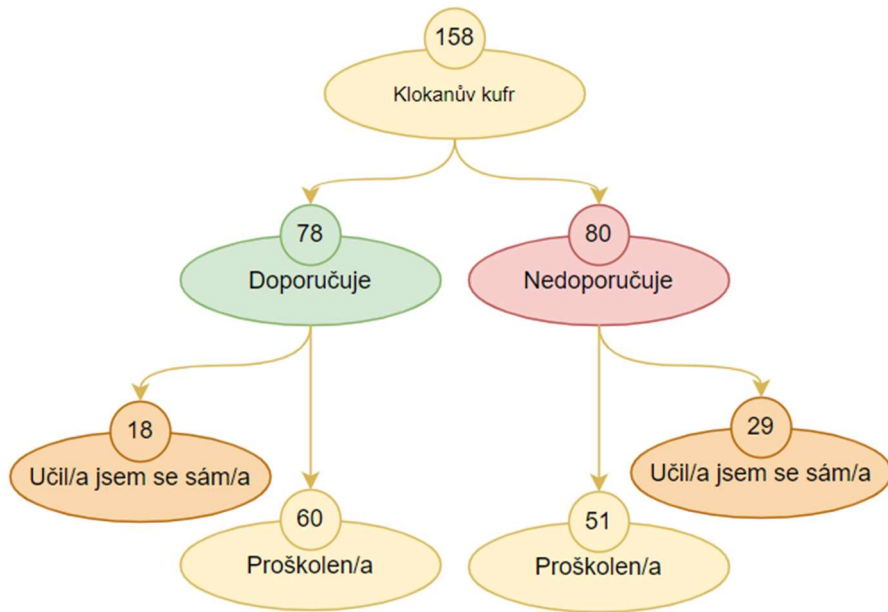 158
Klokanův kufr
78
Doporučuje
80
Nedoporučuje
18
Učil/a jsem se sám/a
29
Učil/a jsem se sám/a
60
Proškolen/a
51
Proškolen/a